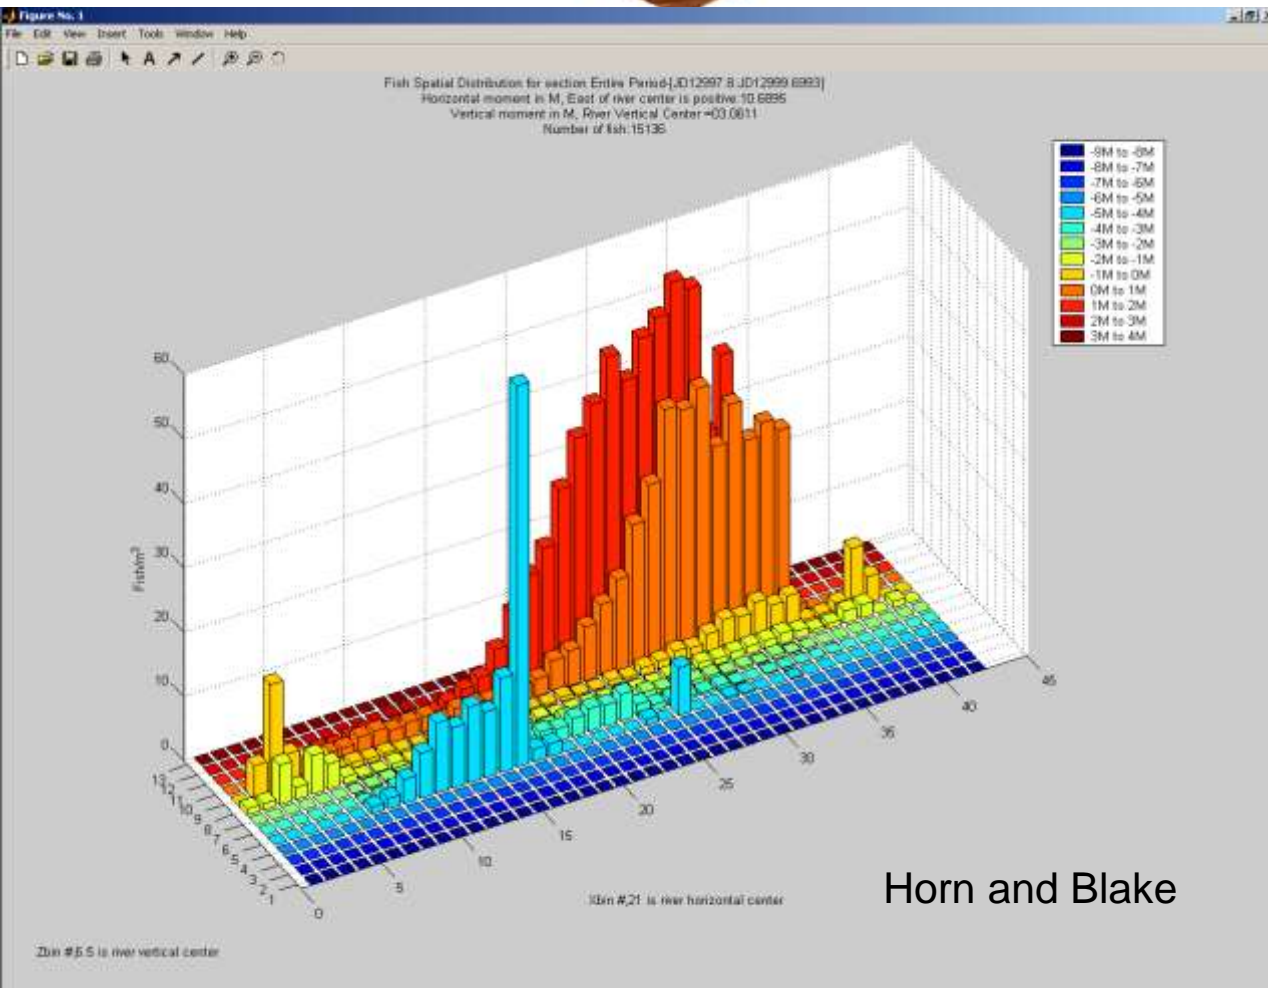 Figure No. 1
File Edit View Insert Tools Window Help
Fish Spatial Distribution for section Entire Period-[JD12997.8:JD12999.6993]
Horizontal moment in M, East of river center is positive:10.6895
Vertical moment in M, River Vertical Center =03.0611
Number of fish:15136
-9M to -8M
-8M to -7M
-7M to -6M
-6M to -5M
-5M to -4M
-4M to -3M
-3M to -2M
-2M to -1M
-1M to 0M
0M to 1M
1M to 2M
2M to 3M
3M to 4M
60
50
40
30
20
10
0
Fish/m³
13
12
11
10
9
8
7
6
5
4
3
2
1
0
5
10
15
20
25
30
35
40
45
Xbin #,21 is river horizontal center
Horn and Blake
Zbin #,6.5 is river vertical center